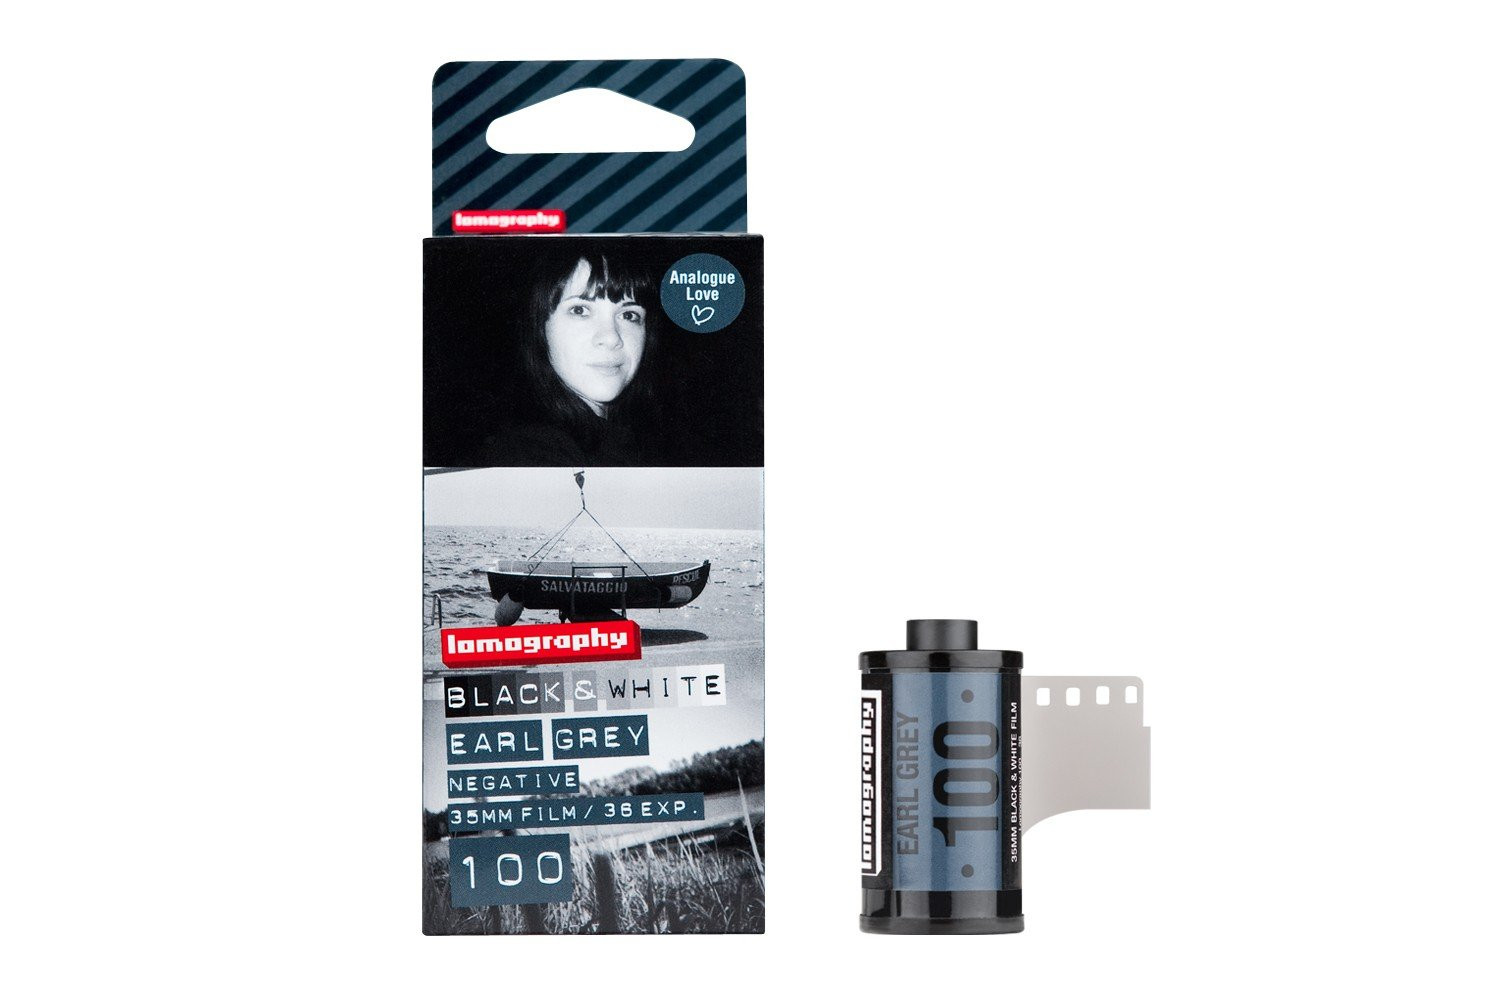 lomography
Analogue
Love
SALVATAGGIO
RESCUE
lomography
BLACK & WHITE
EARL GREY
NEGATIVE
35MM FILM / 36 EXP.
100
lomography
EARL GREY
100
35MM BLACK & WHITE FILM